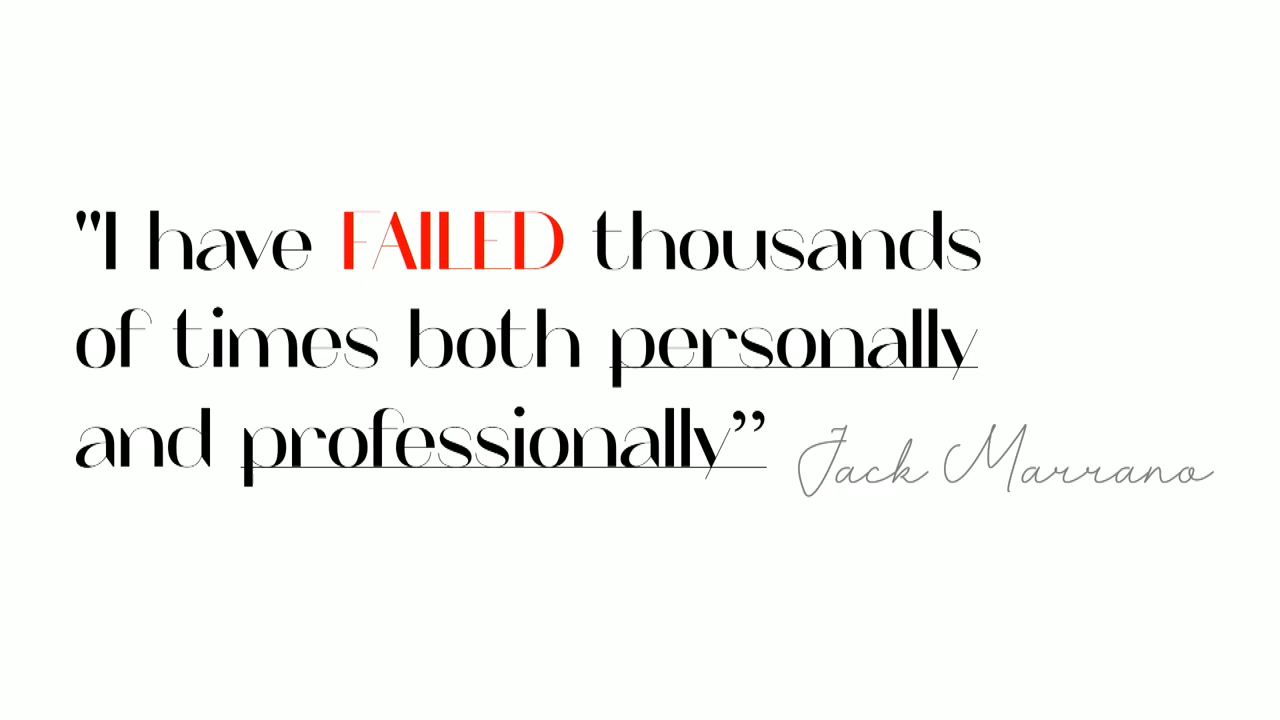 "I have FAILED thousands
of times both personally
and professionally” Jack Marrano